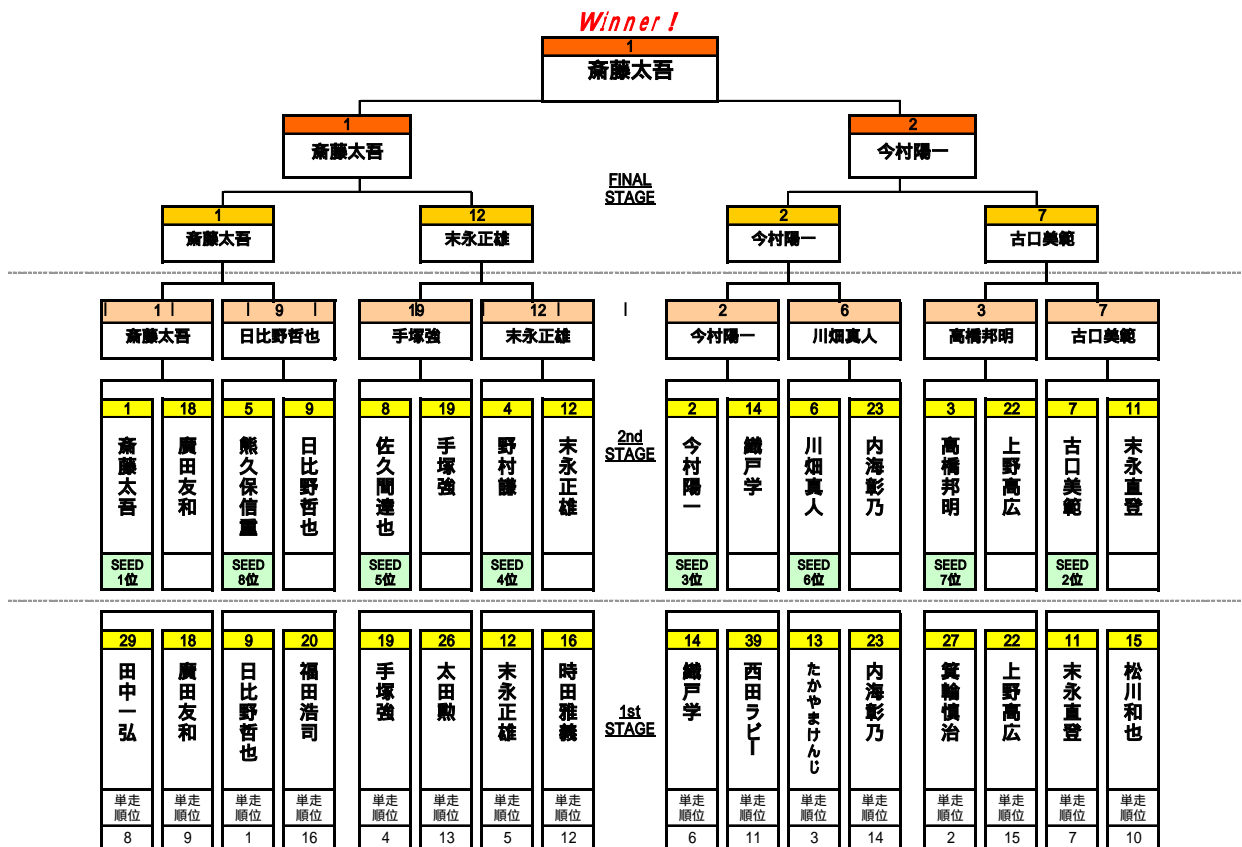 Winner !
1
斎藤太吾
1
2
斎藤太吾
今村陽一
FINAL
STAGE
1
12
2
7
斎藤太吾
末永正雄
今村陽一
古口美範
1
9
19
12
2
6
3
7
斎藤太吾
日比野哲也
手塚強
末永正雄
今村陽一
川畑真人
高橋邦明
古口美範
2nd
STAGE
1
18
5
9
8
19
4
12
2
14
6
23
3
22
7
11
斎藤太吾
廣田友和
熊久保信重
日比野哲也
佐久間達也
手塚強
野村謙
末永正雄
今村陽一
織戸学
川畑真人
内海彰乃
高橋邦明
上野高広
古口美範
末永直登
SEED
1位
SEED
8位
SEED
5位
SEED
4位
SEED
3位
SEED
6位
SEED
7位
SEED
2位
29
18
9
20
19
26
12
16
14
39
13
23
27
22
11
15
田中一弘
廣田友和
日比野哲也
福田浩司
手塚強
太田勲
末永正雄
時田雅義
1st
STAGE
織戸学
西田ラビー
たかやまけんじ
内海彰乃
箕輪慎治
上野高広
末永直登
松川和也
単走
順位
単走
順位
単走
順位
単走
順位
単走
順位
単走
順位
単走
順位
単走
順位
単走
順位
単走
順位
単走
順位
単走
順位
単走
順位
単走
順位
単走
順位
単走
順位
8
9
1
16
4
13
5
12
6
11
3
14
2
15
7
10